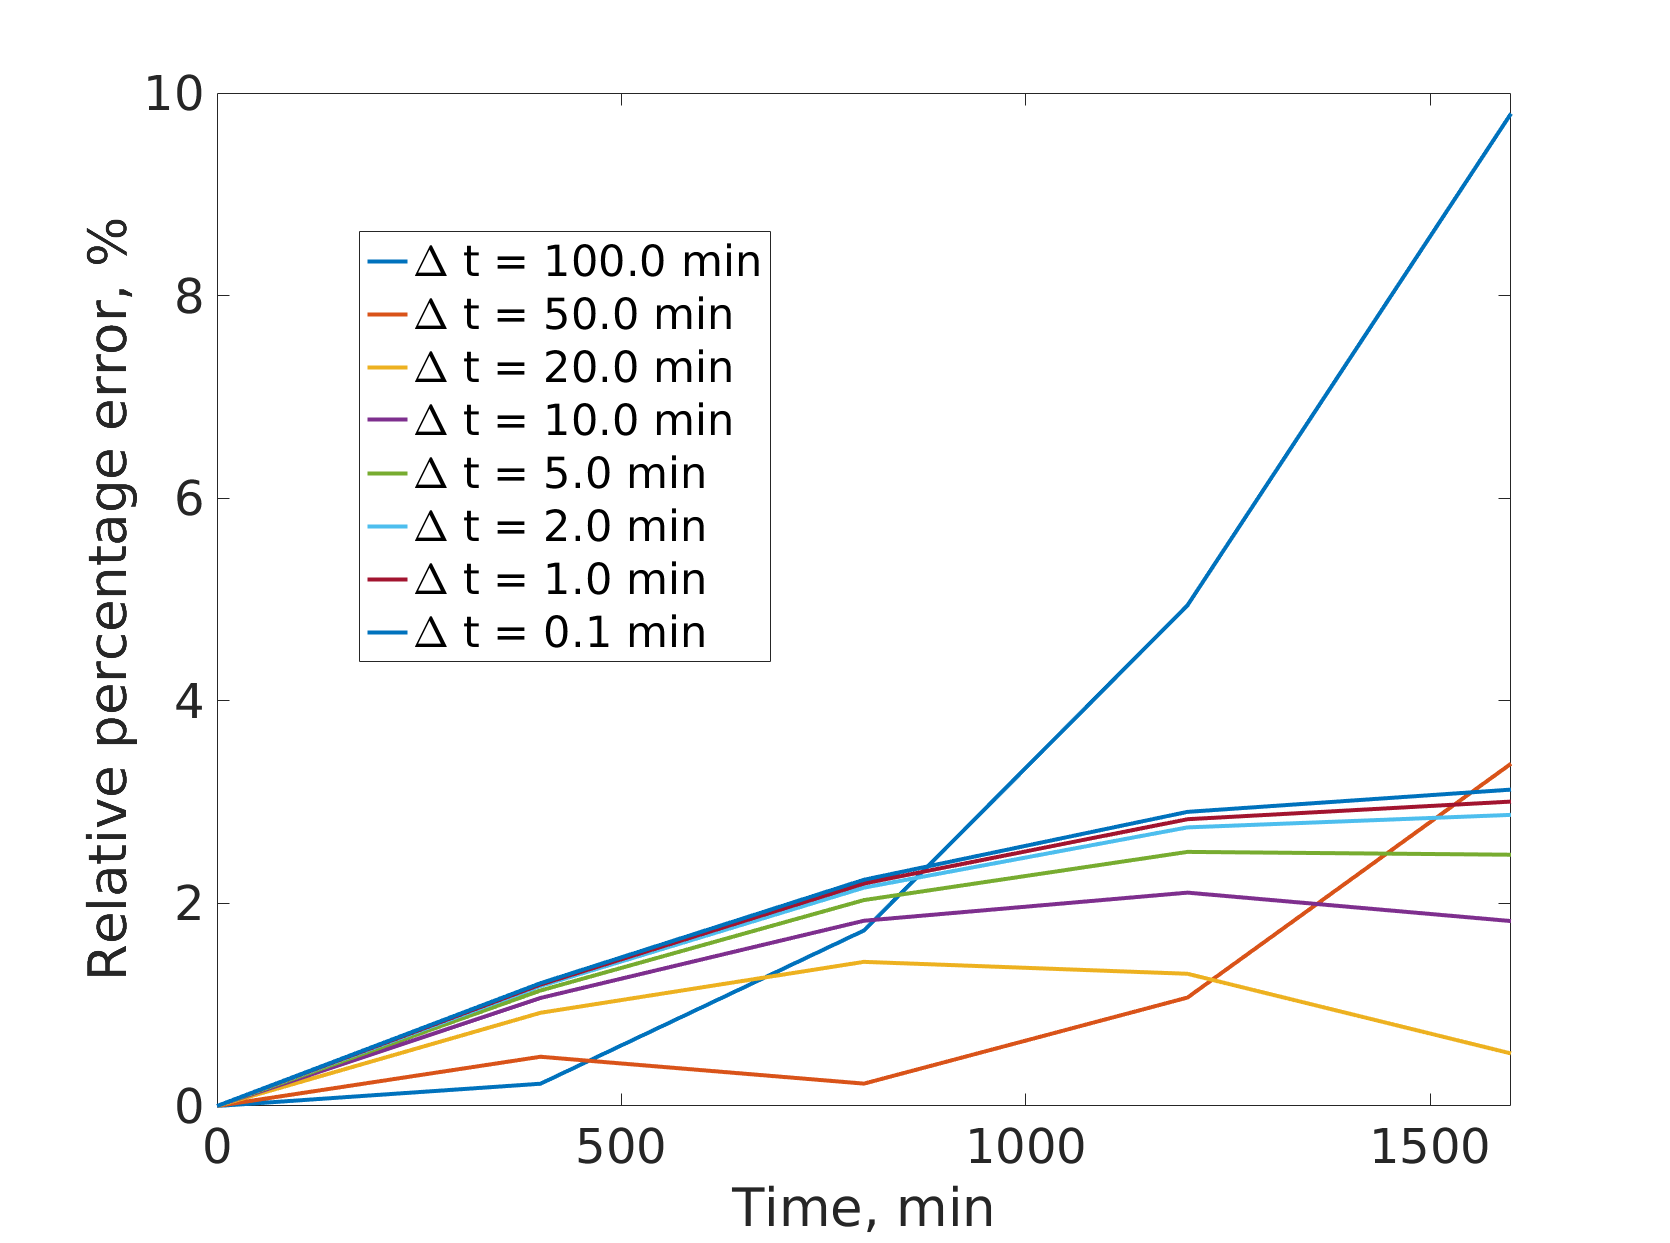 10
8
6
4
2
0
0
500
1000
1500
Relative percentage error, %
Time, min
Δ t = 100.0 min
Δ t = 50.0 min
Δ t = 20.0 min
Δ t = 10.0 min
Δ t = 5.0 min
Δ t = 2.0 min
Δ t = 1.0 min
Δ t = 0.1 min